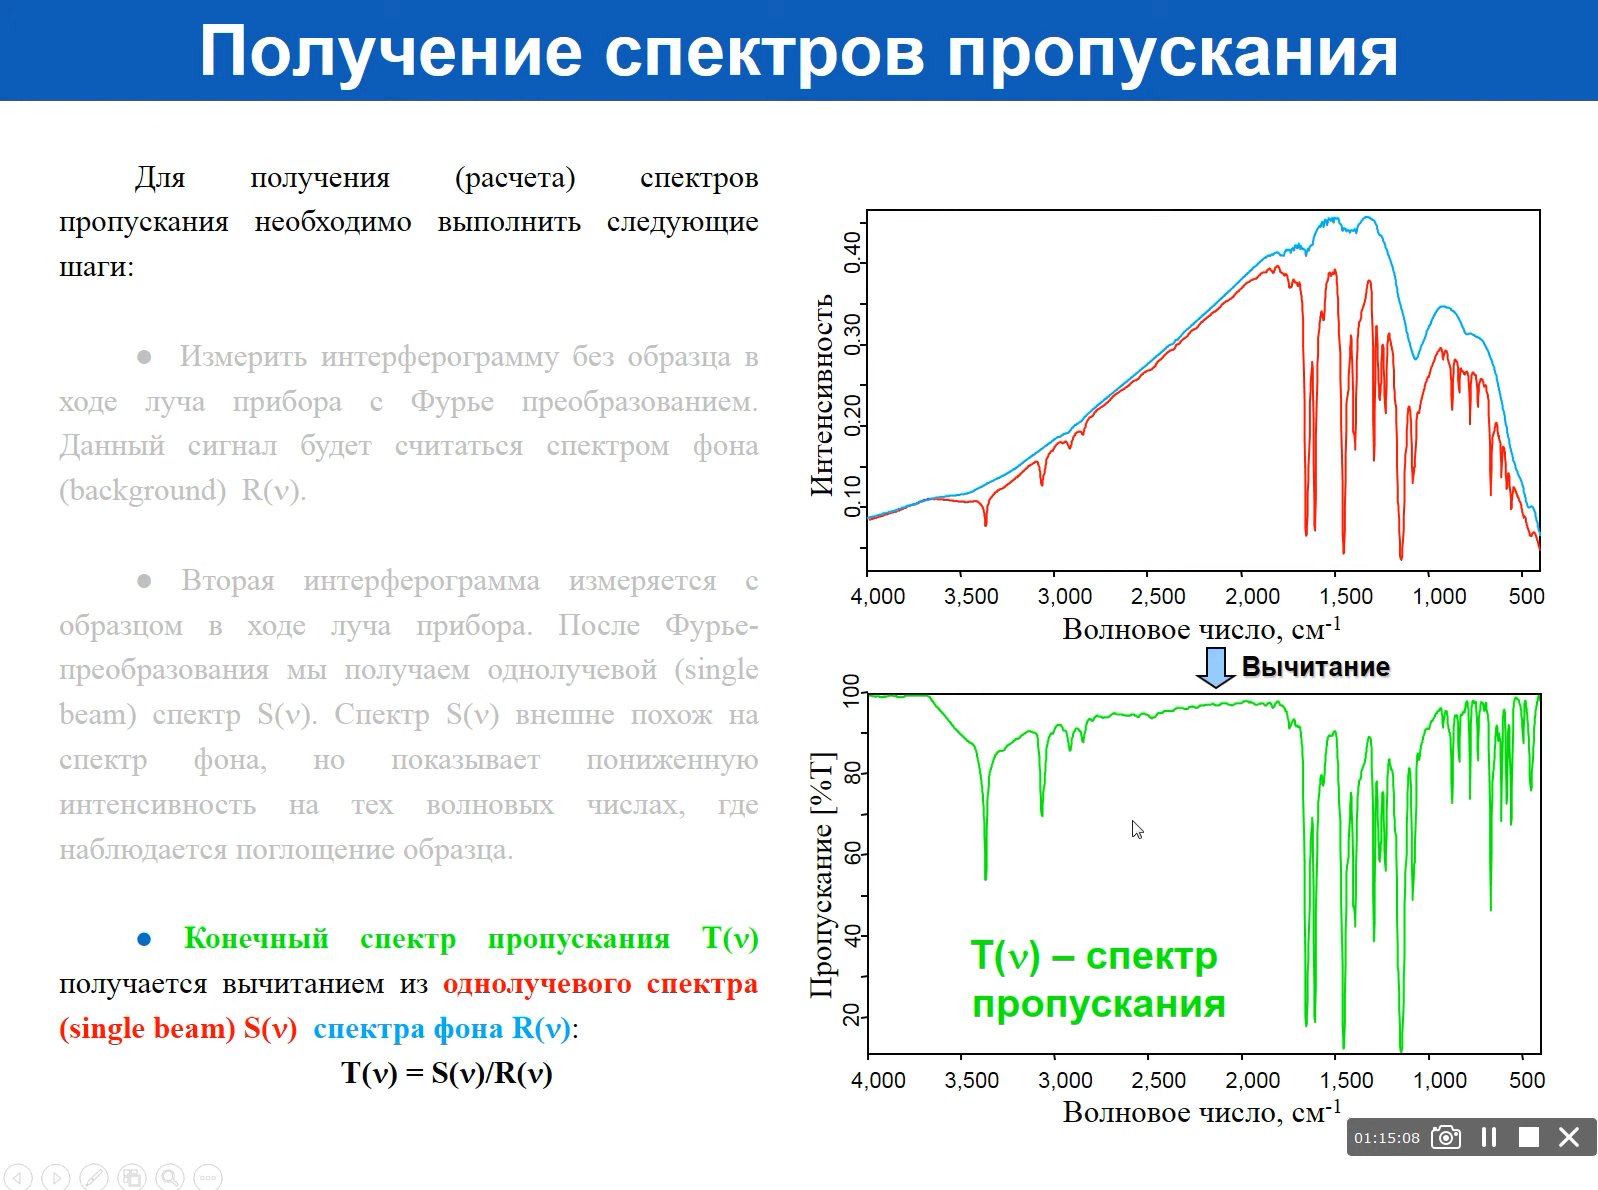 Получение спектров пропускания
Для получения (расчета) спектров
пропускания необходимо выполнить следующие
шаги:
● Измерить интерферограмму без образца в
ходе луча прибора с Фурье преобразованием.
Данный сигнал будет считаться спектром фона
(background) R(ν).
● Вторая интерферограмма измеряется с
образцом в ходе луча прибора. После Фурье-
преобразования мы получаем однолучевой (single
beam) спектр S(ν). Спектр S(ν) внешне похож на
спектр фона, но показывает пониженную
интенсивность на тех волновых числах, где
наблюдается поглощение образца.
● Конечный спектр пропускания T(ν)
получается вычитанием из однолучевого спектра
(single beam) S(ν) спектра фона R(ν):
T(ν) = S(ν)/R(ν)
Интенсивность
0.40
0.30
0.20
0.10
4,000 3,500 3,000 2,500 2,000 1,500 1,000 500
Волновое число, см-1
Вычитание
Пропускание [%T]
100
80
60
40
20
T(ν) – спектр
пропускания
4,000 3,500 3,000 2,500 2,000 1,500 1,000 500
Волновое число, см-1
01:15:08